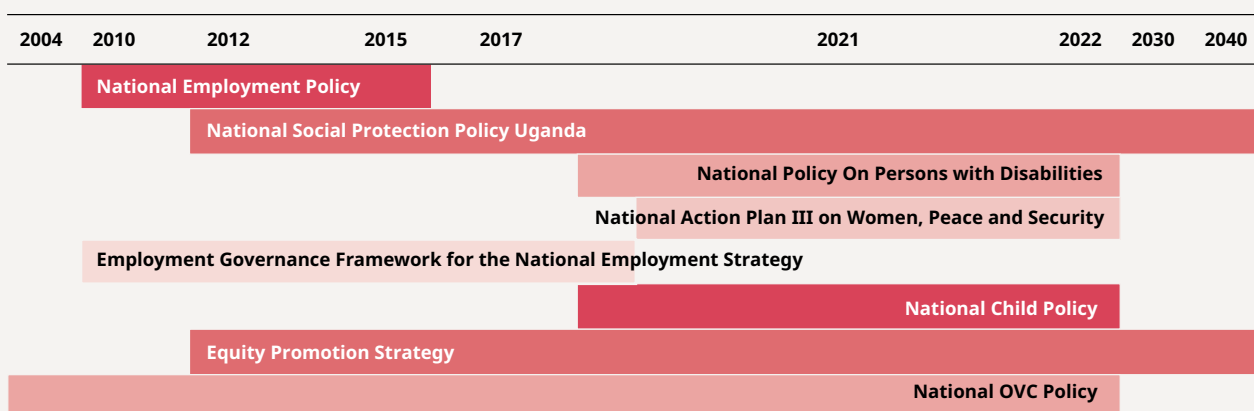 2004 2010 2012 2015 2017 2021 2022 2030 2040
National Employment Policy
National Social Protection Policy Uganda
National Policy On Persons with Disabilities
National Action Plan III on Women, Peace and Security
Employment Governance Framework for the National Employment Strategy
National Child Policy
Equity Promotion Strategy
National OVC Policy